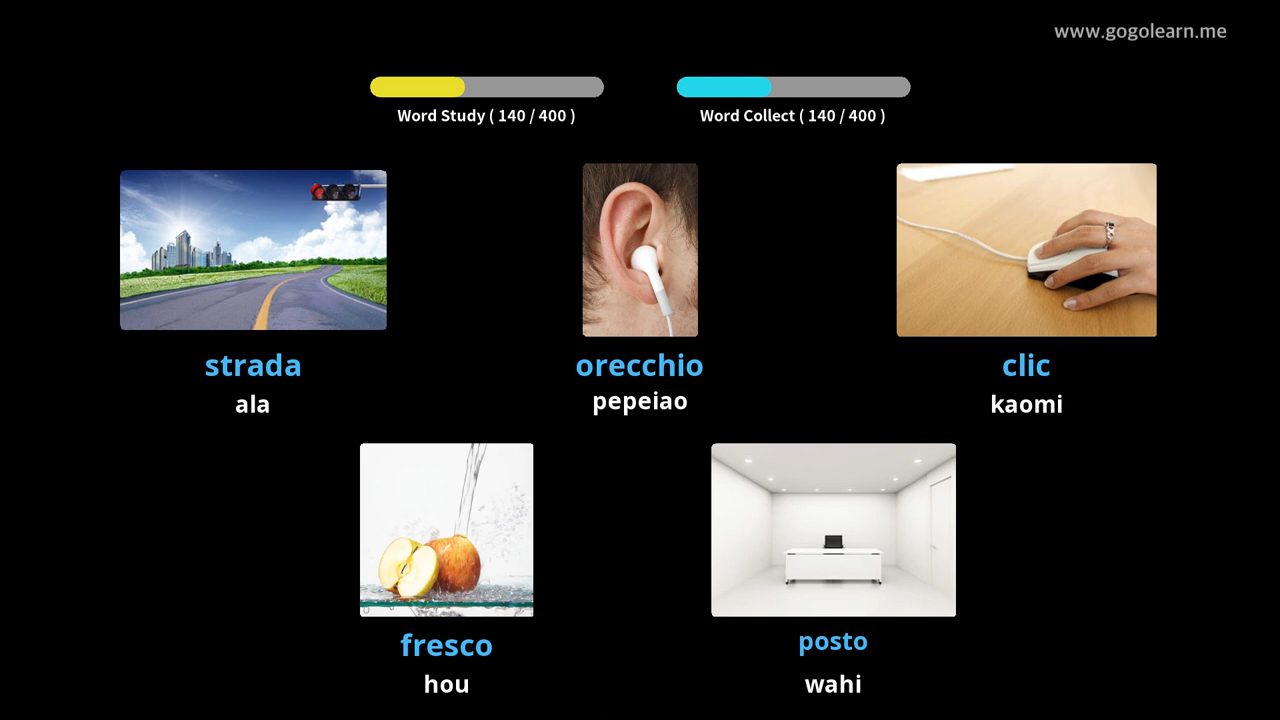 www.gogolearn.me
Word Study ( 140 / 400 )
Word Collect ( 140 / 400 )
strada
ala
orecchio
pepeiao
clic
kaomi
fresco
hou
posto
wahi